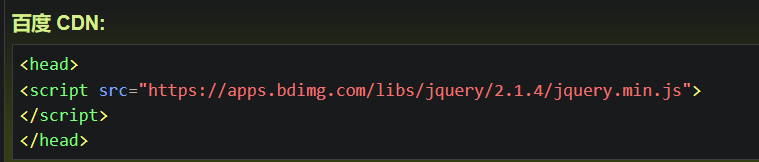 百度 CDN:
<head>
<script src="https://apps.bdimg.com/libs/jquery/2.1.4/jquery.min.js">
</script>
</head>